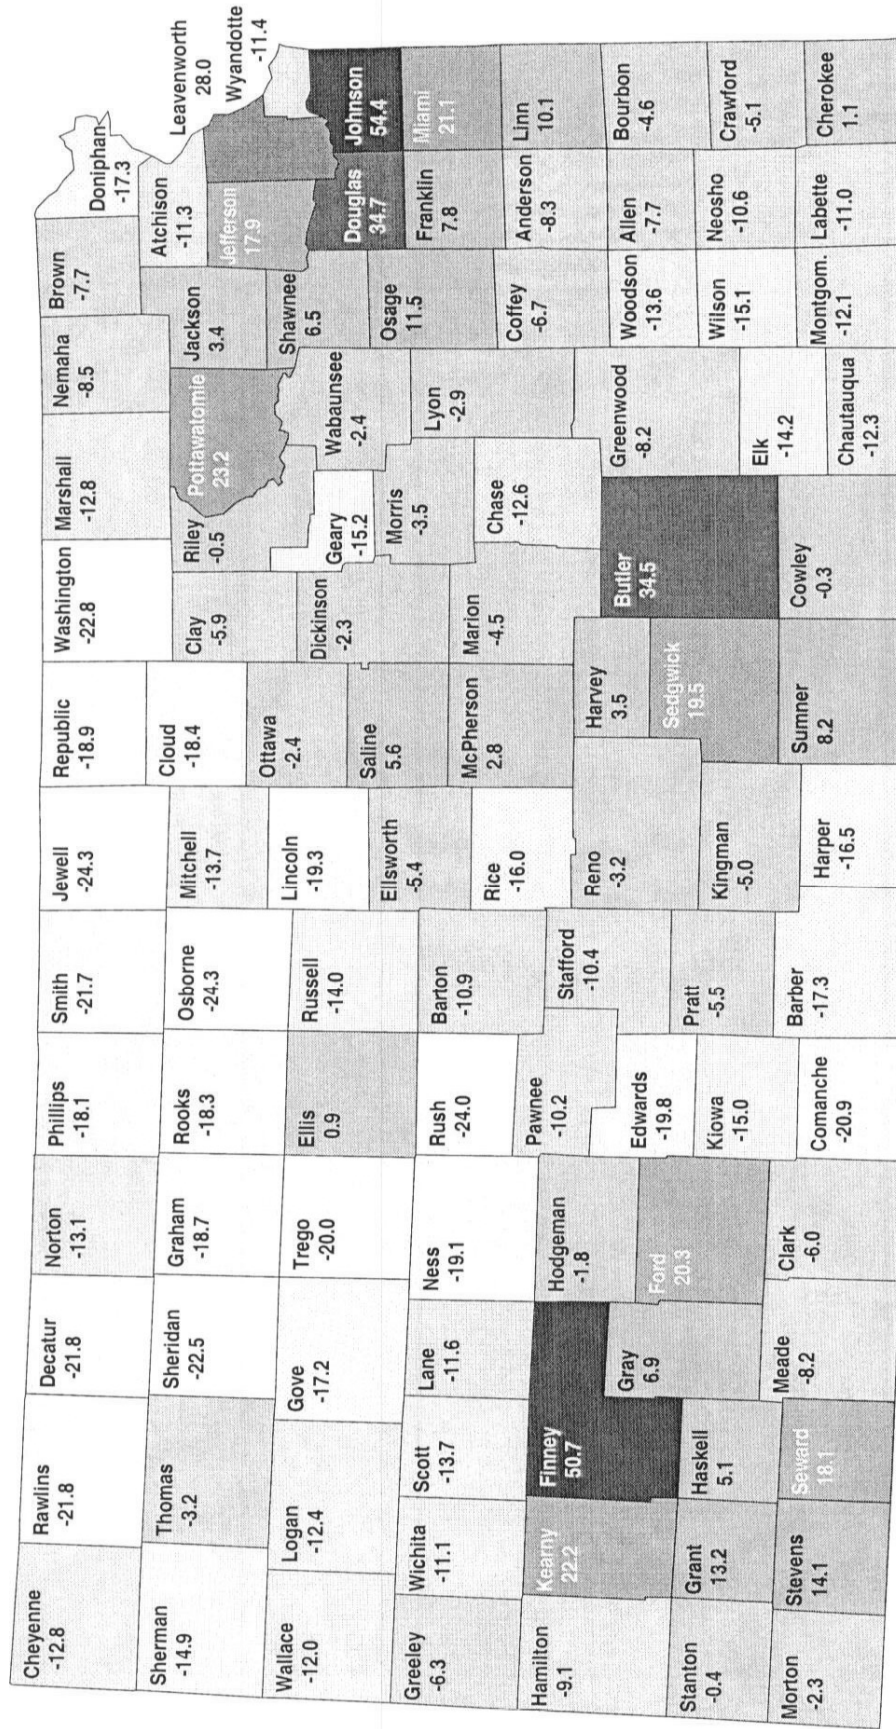 Cheyenne
-12.8
Rawlins
-21.8
Decatur
-21.8
Norton
-13.1
Phillips
-18.1
Smith
-21.7
Jewell
-24.3
Republic
-18.9
Washington
-22.8
Marshall
-12.8
Nemaha
-8.5
Brown
-7.7
Doniphan
-17.3
Sherman
-14.9
Thomas
-3.2
Sheridan
-22.5
Graham
-18.7
Rooks
-18.3
Osborne
-24.3
Mitchell
-13.7
Cloud
-18.4
Clay
-5.9
Riley
-0.5
Pottawatomie
23.2
Jackson
3.4
Atchison
-11.3
Jefferson
17.9
Leavenworth
28.0
Wyandotte
-11.4
Wallace
-12.0
Logan
-12.4
Gove
-17.2
Trego
-20.0
Ellis
0.9
Russell
-14.0
Lincoln
-19.3
Ottawa
-2.4
Dickinson
-2.3
Geary
-15.2
Wabaunsee
-2.4
Shawnee
6.5
Douglas
34.7
Johnson
54.4
Greeley
-6.3
Wichita
-11.1
Scott
-13.7
Lane
-11.6
Ness
-19.1
Rush
-24.0
Barton
-10.9
Ellsworth
-5.4
Saline
5.6
Morris
-3.5
Osage
11.5
Franklin
7.8
Miami
21.1
Rice
-16.0
McPherson
2.8
Marion
-4.5
Chase
-12.6
Lyon
-2.9
Coffey
-6.7
Anderson
-8.3
Linn
10.1
Hamilton
-9.1
Kearny
22.2
Finney
50.7
Gray
6.9
Hodgeman
-1.8
Pawnee
-10.2
Stafford
-10.4
Reno
-3.2
Harvey
3.5
Butler
34.5
Greenwood
-8.2
Woodson
-13.6
Allen
-7.7
Bourbon
-4.6
Stanton
-0.4
Grant
13.2
Haskell
5.1
Ford
20.3
Edwards
-19.8
Kiowa
-15.0
Pratt
-5.5
Kingman
-5.0
Sedgwick
19.5
Elk
-14.2
Wilson
-15.1
Neosho
-10.6
Crawford
-5.1
Morton
-2.3
Stevens
14.1
Seward
18.1
Meade
-8.2
Clark
-6.0
Comanche
-20.9
Barber
-17.3
Harper
-16.5
Sumner
8.2
Cowley
-0.3
Chautauqua
-12.3
Montgom.
-12.1
Labette
-11.0
Cherokee
1.1